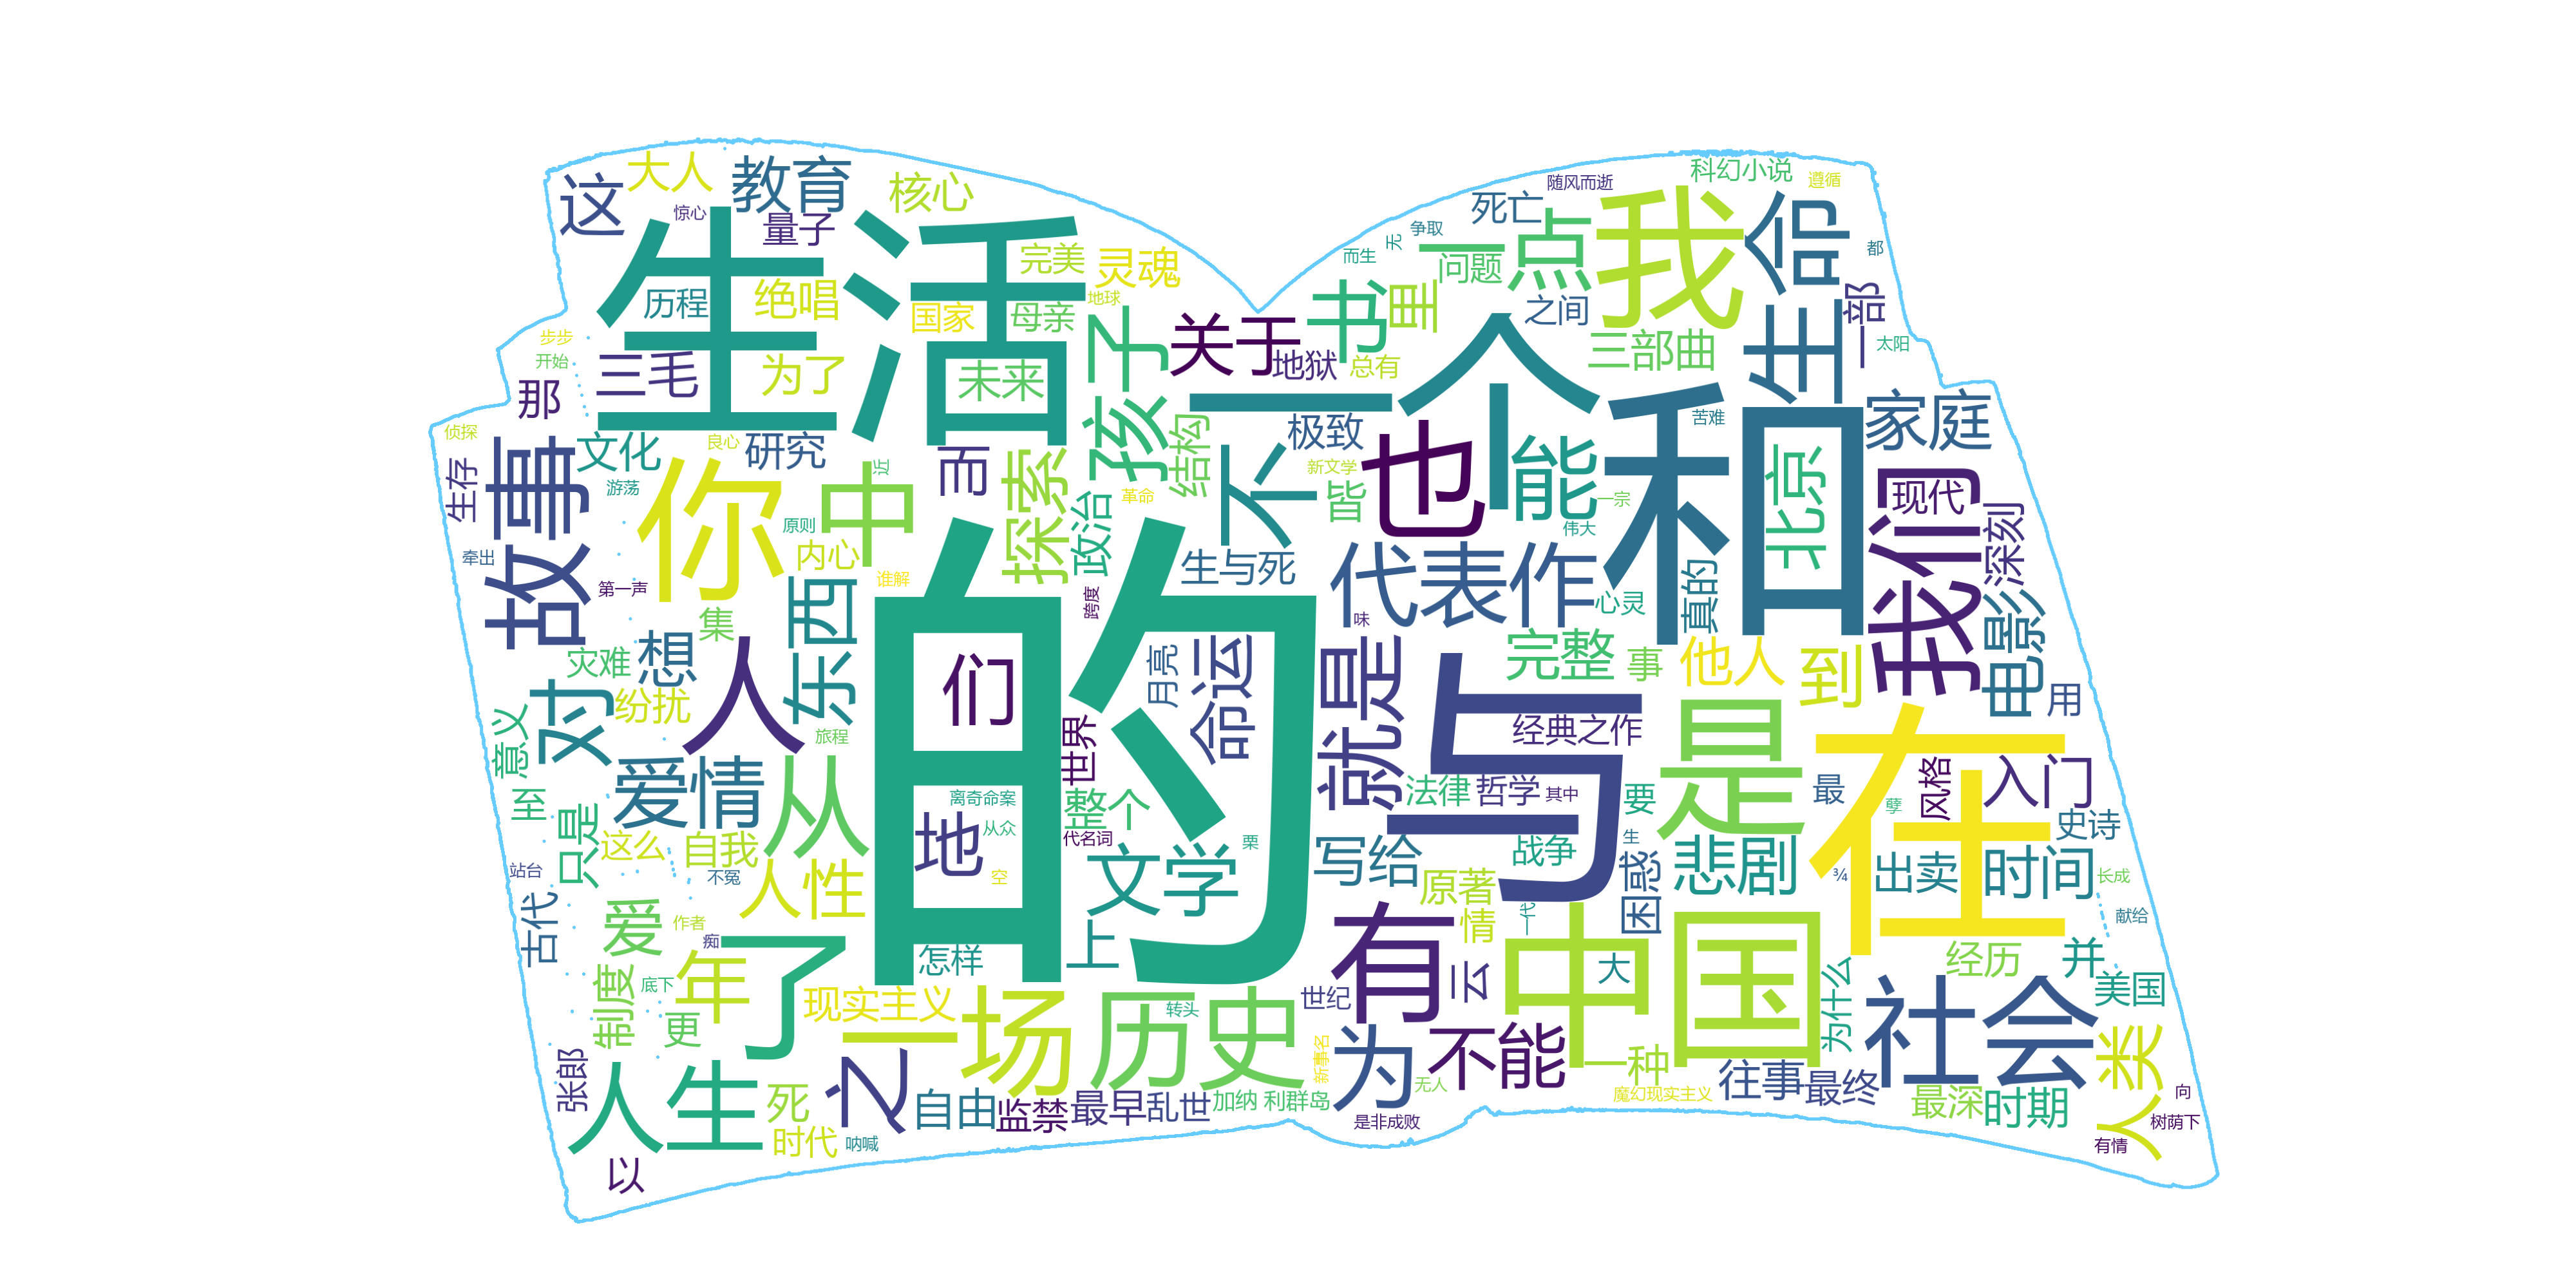 这
大人
教育
核心
惊心
量子
随风而逝
死亡
科幻小说
遵循
生活
我
生命
完美
灵魂
而生
无
争取
一点
问题
都
历程
绝唱
国家
母亲
地球
书
里
之间
一部
步步
开始
三毛
为了
未来
孩子
关于
地狱
总有
一个
三部曲
太阳
那
和
苦难
家庭
侦探
文化
良心
研究
而
探索
结构
不
极致
也
能
北京
我们
现代
生存
故事
游荡
你
中
近
革命
新文学
皆
一宗
深刻
原则
内心
政治
伟大
牵出
第一声
谁解
的
生与死
代表作
真的
电影
跨度
心灵
集
想
东西
味
灾难
们
月亮
命运
就是
与
完整
事
他人
到
用
纷扰
对
人
意义
旅程
世界
经典之作
是
在
爱情
从
离奇命案
整个
法律
哲学
其中
要
最
风格
入门
至
只是
这么
自我
地
从众
代名词
栗
文学
写给
战争
生
悲剧
孽
史诗
站台
不冤
人性
空
原著
困惑
¾
出卖
时间
长成
古代
爱
作者
痴
了
上
有
情
一代
中国
献给
年
怎样
云
大
为什么
经历
并
制度
底下
现实主义
一场
历史
转头
世纪
社会
美国
更
之
新事名
为
不能
一种
往事
最终
人类
张郎
人生
死
自由
监禁
最早
乱世
加纳 利群岛
无人
魔幻现实主义
最深
时期
向
时代
呐喊
是非成败
树荫下
有情
以